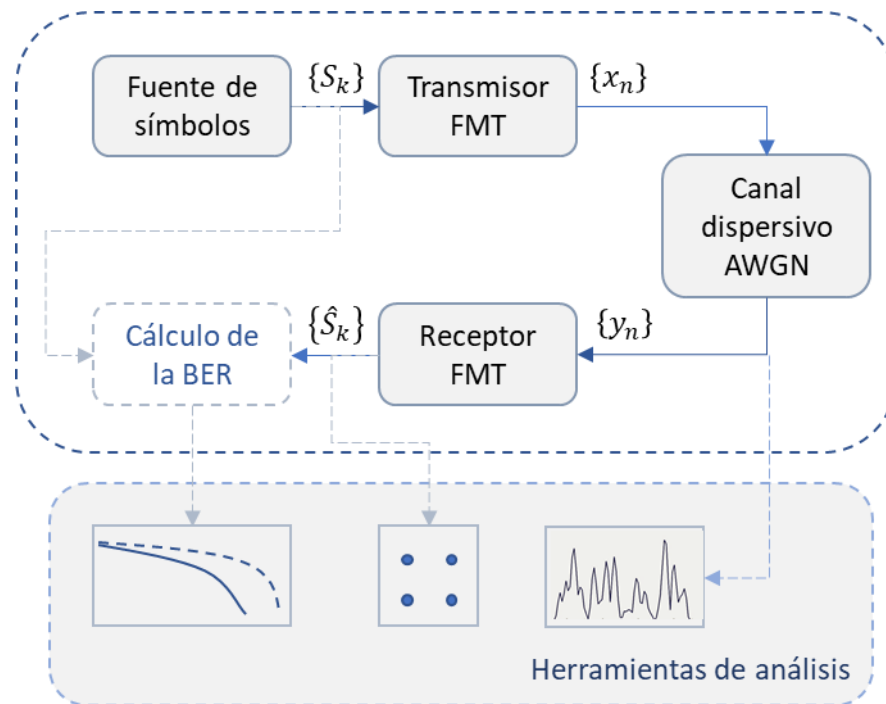 Fuente de
símbolos
{S_k}
Transmisor
FMT
{x_n}
Canal
dispersivo
AWGN
Cálculo de
la BER
{Ŝ_k}
Receptor
FMT
{y_n}
Herramientas de análisis